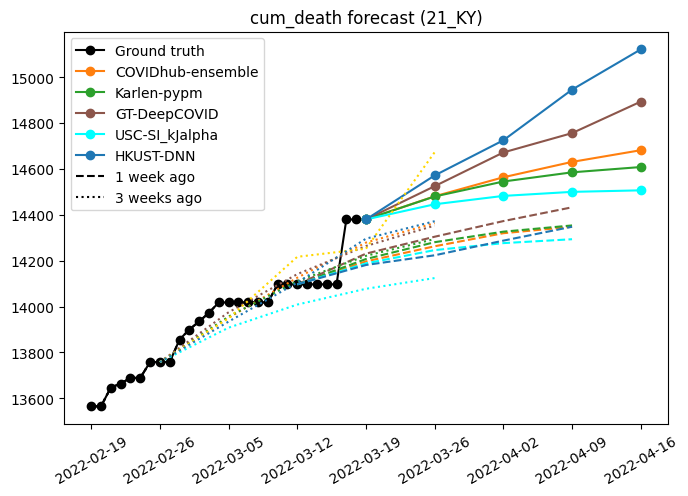 cum_death forecast (21_KY)
Ground truth
COVIDhub-ensemble
Karlen-pypm
GT-DeepCOVID
USC-SI_kJalpha
HKUST-DNN
1 week ago
3 weeks ago
15000
14800
14600
14400
14200
14000
13800
13600
2022-02-19
2022-02-26
2022-03-05
2022-03-12
2022-03-19
2022-03-26
2022-04-02
2022-04-09
2022-04-16